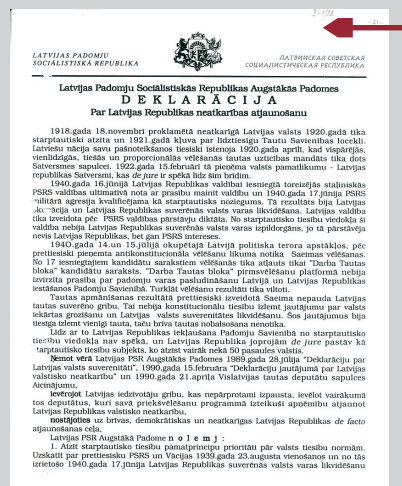 LATVIJAS PADOMJU
SOCIĀLISTISKĀ REPUBLIKA
ЛАТВИЙСКАЯ СОВЕТСКАЯ
СОЦИАЛИСТИЧЕСКАЯ РЕСПУБЛИКА
Latvijas Padomju Sociālistiskās Republikas Augstākās Padomes
DEKLARĀCIJA
Par Latvijas Republikas neatkarības atjaunošanu
1918.gada 18.novembrī proklamētā neatkarīgā Latvijas valsts 1920.gadā tika
starptautiski atzīta un 1921.gadā kļuva par līdztiesīgu Tautu Savienības locekli.
Latviešu nācija savu pašnoteikšanos tiesiski īstenoja 1920.gada aprīlī, kad vispārējās,
vienlīdzīgās, tiešās un proporcionālās vēlēšanās tautas uzticības mandāts tika dots
Satversmes sapulcei. 1922.gada 15.februārī tā pieņēma valsts pamatlikumu - Latvijas
republikas Satversmi, kas de jure ir spēkā līdz šim brīdim.
1940.gada 16.jūnijā Latvijas Republikas valdībai iesniegtā toreizējās staļiniskās
PSRS valdības ultimatīvā nota ar prasību mainīt valdību un 1940.gada 17.jūnija PSRS
militārā agresija kvalificējama kā starptautisks noziegums. Tā rezultāts bija Latvijas
un Latvijas Republikas suverēnās valsts varas likvidēšana. Latvijas valdība
tika izveidota pēc PSRS valdības pārstāvju diktāta. No starptautisko tiesību viedokļa šī
valdība nebija Latvijas Republikas suverēnās valsts varas izpildorgāns, jo tā pārstāvēja
nevis Latvijas Republikas, bet gan PSRS intereses.
1940.gada 14.un 15.jūlijā okupētajā Latvijā politiska terora apstākļos, pēc
prettiesiski pieņemta antikonstitucionāla vēlēšanu likuma notika Saeimas vēlēšanas.
No 17 iesniegtajiem kandidātu sarakstiem vēlēšanās tika atļauts tikai "Darba Tautas
bloka" kandidātu saraksts. "Darba Tautas bloka" pirmsvēlēšanu platformā nebija
izvirzīta prasība par padomju varas pasludināšanu Latvijā un Latvijas Republikas
iestāšanos Padomju Savienībā. Turklāt vēlēšanu rezultāti tika viltoti.
Tautas apmānīšanas rezultātā prettiesiski izveidotā Saeima nepauda Latvijas
tautas suverēno gribu. Tai nebija konstitucionālu tiesību izlemt jautājumu par valsts
iekārtas grozīšanu un Latvijas valsts suverenitātes likvidēšanu. Šos jautājumus bija
tiesīga izlemt vienīgi tauta, taču brīva tautas nobalsošana nenotika.
Līdz ar to Latvijas Republikas iekļaušana Padomju Savienībā no starptautisko
tiesību viedokļa nav spēkā, un Latvijas Republika joprojām de jure pastāv kā
starptautisko tiesību subjekts, ko atzīst vairāk nekā 50 pasaules valstis.
Ņemot vērā Latvijas PSR Augstākās Padomes 1989.gada 28.jūlija "Deklarāciju par
Latvijas valsts suverenitāti", 1990.gada 15.februāra "Deklarāciju jautājumā par Latvijas
valstisko neatkarību" un 1990.gada 21.aprīļa Vislatvijas tautas deputātu sapulces
Aicinājumu,
ievērojot Latvijas iedzīvotāju gribu, kas nepārprotami izpausta, ievēlot vairākumā
tos deputātus, kuri savā priekšvēlēšanu programmā izteikuši apņēmību atjaunot
Latvijas Republikas valstisko neatkarību,
nostājoties uz brīvas, demokrātiskas un neatkarīgas Latvijas Republikas de facto
atjaunošanas ceļa,
Latvijas PSR Augstākā Padome nolemj:
1. Atzīt starptautisko tiesību pamatprincipu prioritāti pār valsts tiesību normām.
Uzskatīt par prettiesisku PSRS un Vācijas 1939.gada 23.augusta vienošanos un no tās
izrietošo 1940.gada 17.jūnija Latvijas Republikas suverēnās valsts varas likvidēšanu